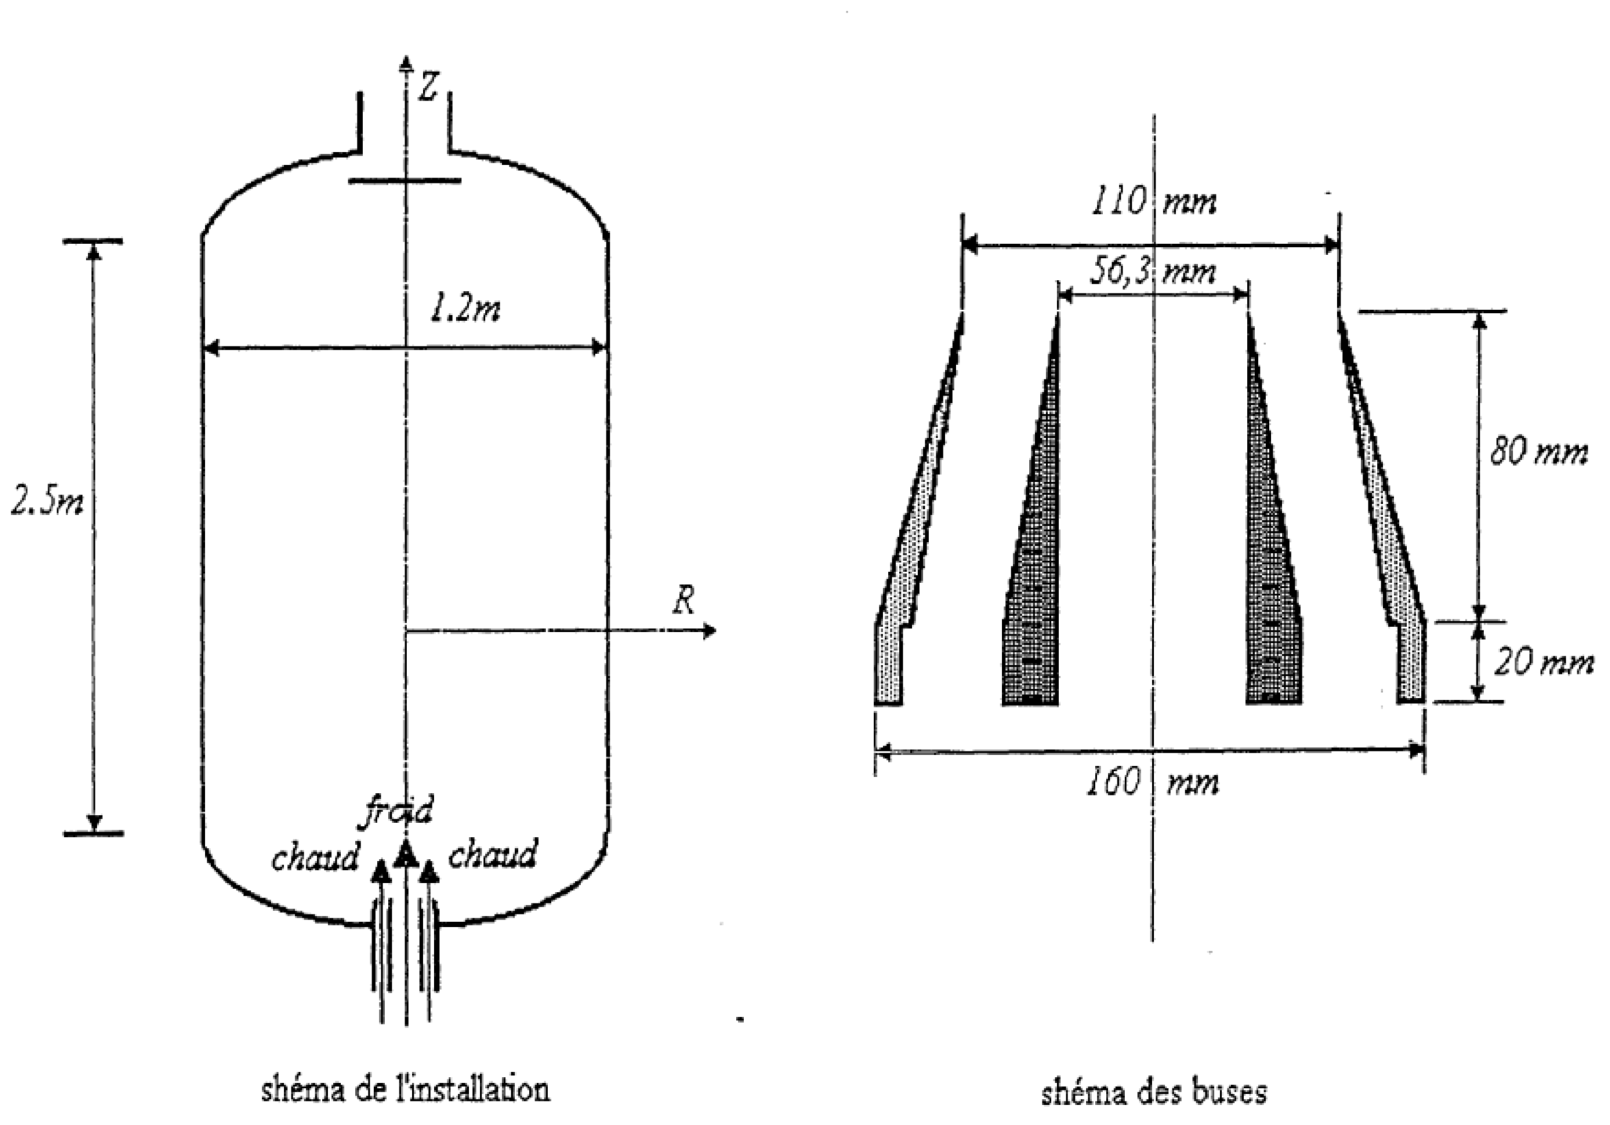 Z
1.2m
2.5m
R
froid
chaud
chaud
shéma de l'installation
110 mm
56,3 mm
80 mm
20 mm
160 mm
shéma des buses